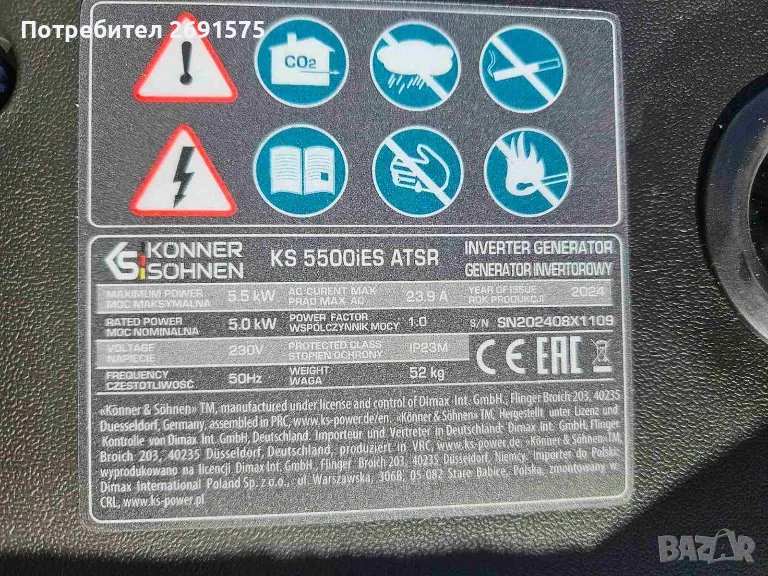 Потребител 2691575
CO2
KÖNNER SÖHNEN KS 5500iES ATSR INVERTER GENERATOR
GENERATOR INWERTOROWY
MAXIMUM POWER
MOC MAKSYMALNA 5.5 kW AC CURENT MAX
PRĄD MAX AC 23.9 A YEAR OF ISSUE
ROK PRODUKCJI 2024
RATED POWER
MOC NOMINALNA 5.0 kW POWER FACTOR
WSPÓŁCZYNNIK MOCY 1.0 S/N SN202408X1109
VOLTAGE
NAPIĘCIE 230V PROTECTED CLASS
STOPIEŃ OCHRONY IP23M
FREQUENCY
CZĘSTOTLIWOŚĆ 50Hz WEIGHT
WAGA 52 kg
CE EAC
«Könner & Söhnen» TM, manufactured under license and control of Dimax Int. GmbH., Flinger Broich 203, 40235
Duesseldorf, Germany, assembled in PRC, www.ks-power.de/en. «Könner & Söhnen» TM, Hergestellt unter Lizenz und
Kontrolle von Dimax Int. GmbH, Deutschland. Importeur und Vertreter in Deutschland: Dimax Int. GmbH, Flinger
Broich 203, 40235 Düsseldorf, Deutschland, produziert in VRC, www.ks-power.de, «Könner & Söhnen»TM,
wyprodukowano na licencji Dimax Int. GmbH, Flinger Broich 203, 40235 Düsseldorf, Niemcy. Importer do Polski:
Dimax International Poland Sp. z o.o., ul. Warszawska, 306B, 05 082 Stare Babice, Polska, zmontowany w
CRL, www.ks-power.pl
BAZAR